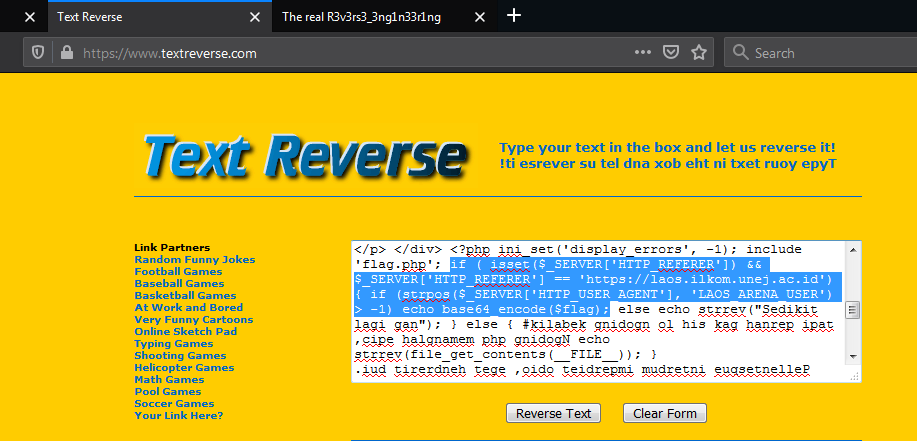 Text Reverse
The real R3v3rs3_3ng1n33r1ng
https://www.textreverse.com
Search
Text Reverse
Type your text in the box and let us reverse it!
!ti esrever su tel dna xob eht ni txet ruoy epyT
Link Partners
Random Funny Jokes
Football Games
Baseball Games
Basketball Games
At Work and Bored
Very Funny Cartoons
Online Sketch Pad
Typing Games
Shooting Games
Helicopter Games
Math Games
Pool Games
Soccer Games
Your Link Here?
</p> </div> <?php ini_set('display_errors', -1); include
'flag.php'; if ( isset($_SERVER['HTTP_REFERER']) &&
$_SERVER['HTTP_REFERER'] == 'https://laos.ilkom.unej.ac.id')
{ if (strpos($_SERVER['HTTP_USER_AGENT'], 'LAOS_ARENA_USER')
> -1) echo base64_encode($flag); else echo strrev("Sedikit
lagi gan"); } else { #kilabek gnidogn ol his kag hanrep ipat
,cipe halgnamem php gnidogN echo
strrev(file_get_contents(__FILE__)); }
.iud tirerdneh tege ,oido teidrepmi mudretni eugsetnelleP
Reverse Text
Clear Form